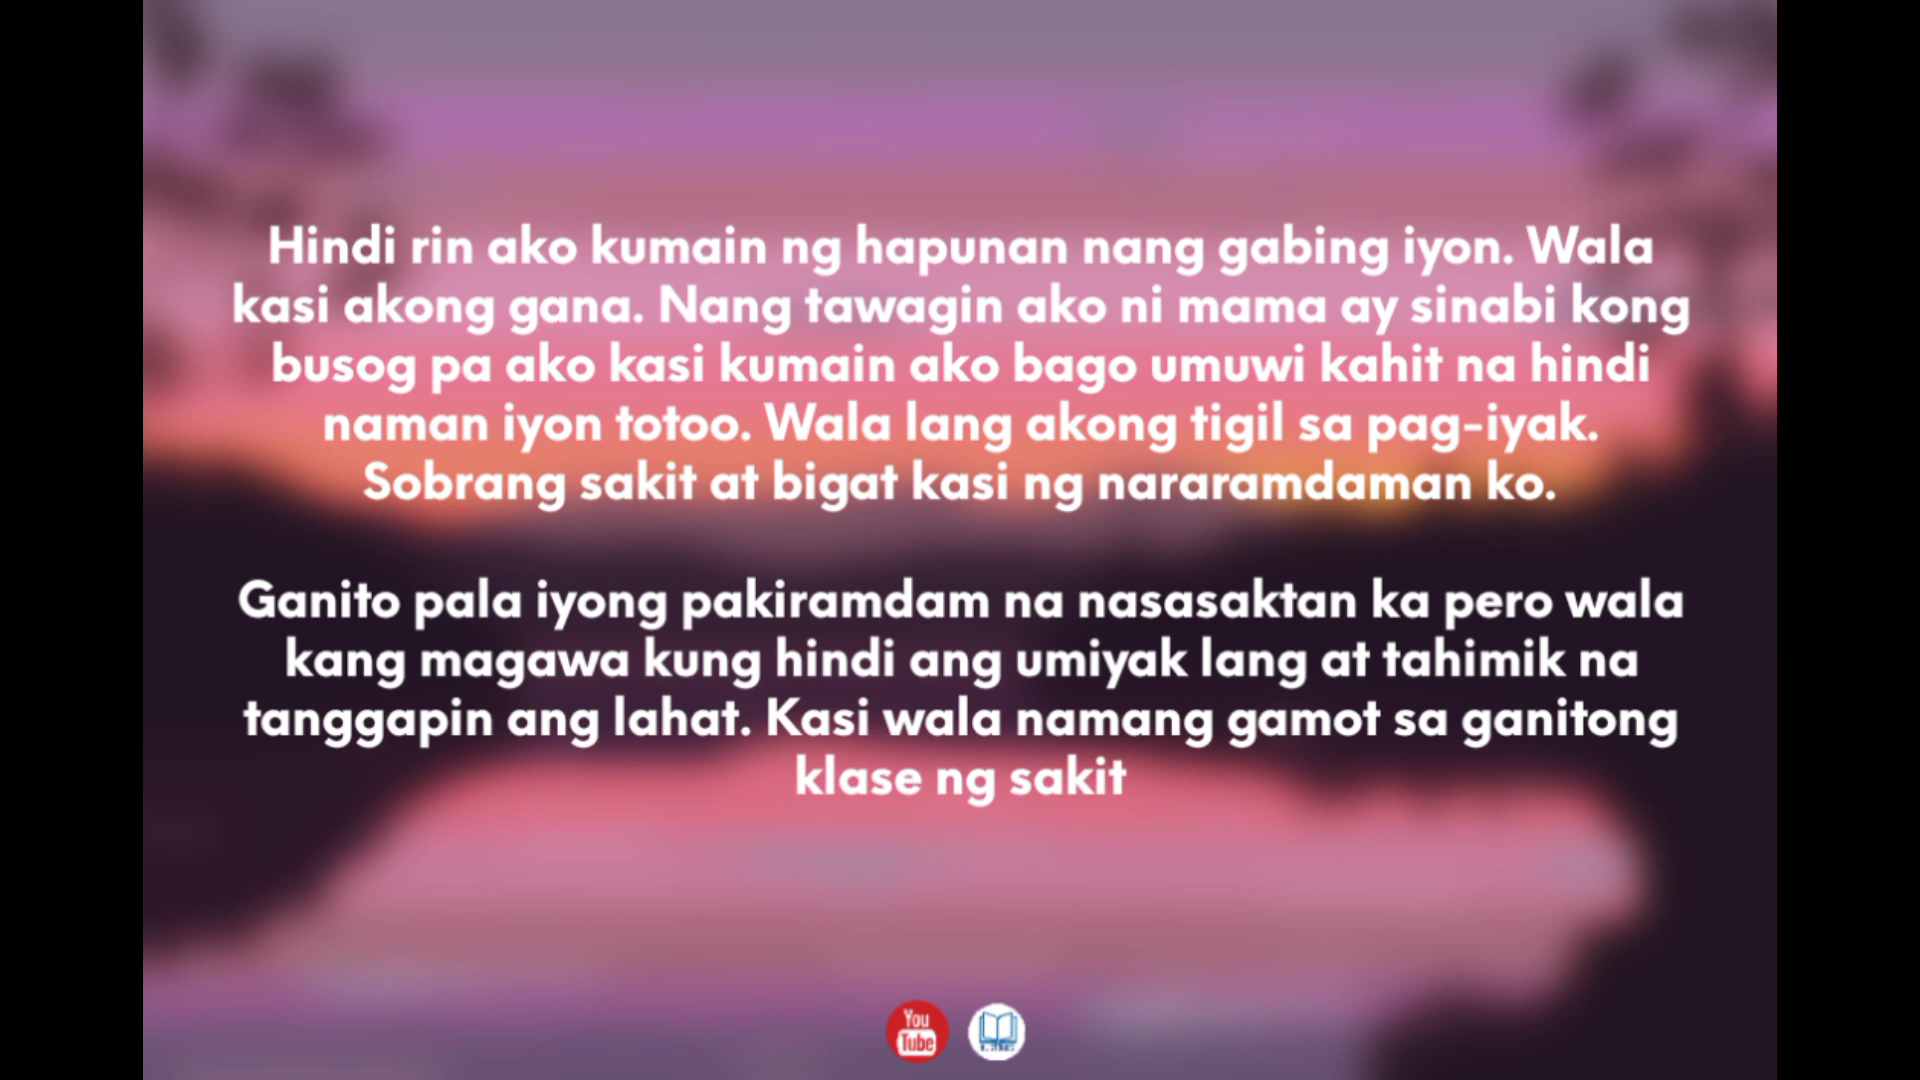 Hindi rin ako kumain ng hapunan nang gabing iyon. Wala
kasi akong gana. Nang tawagin ako ni mama ay sinabi kong
busog pa ako kasi kumain ako bago umuwi kahit na hindi
naman iyon totoo. Wala lang akong tigil sa pag-iyak.
Sobrang sakit at bigat kasi ng nararamdaman ko.
Ganito pala iyong pakiramdam na nasasaktan ka pero wala
kang magawa kung hindi ang umiyak lang at tahimik na
tanggapin ang lahat. Kasi wala namang gamot sa ganitong
klase ng sakit
You
Tube